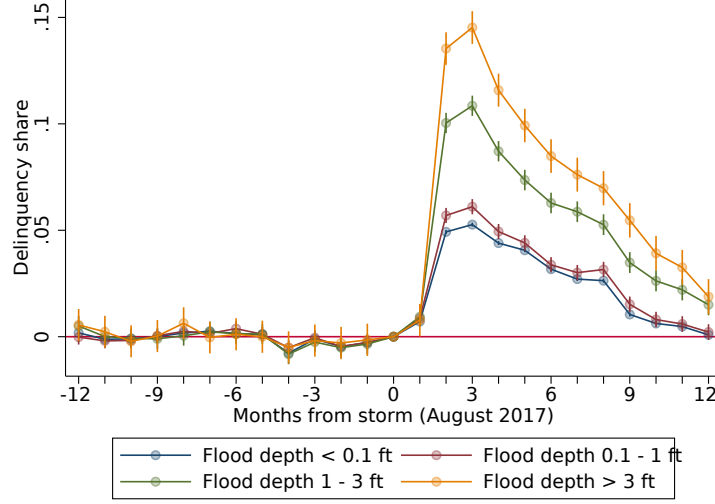 Delinquency share
.15
.1
.05
0
-12 -9 -6 -3 0 3 6 9 12
Months from storm (August 2017)
Flood depth < 0.1 ft Flood depth 0.1 - 1 ft
Flood depth 1 - 3 ft Flood depth > 3 ft